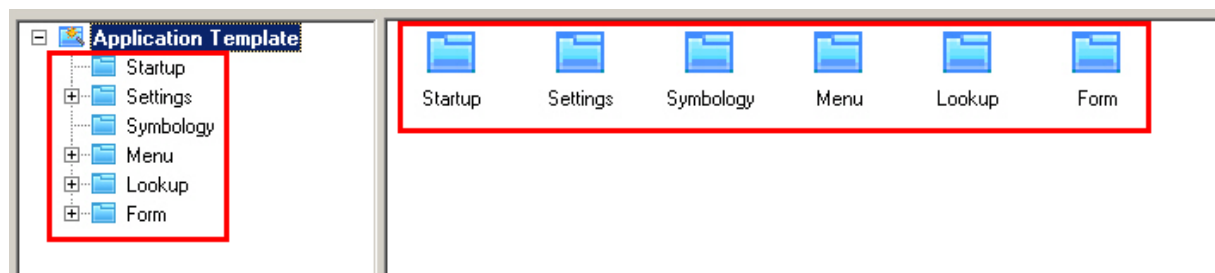 Application Template
Startup
Settings
Symbology
Menu
Lookup
Form
Startup Settings Symbology Menu Lookup Form